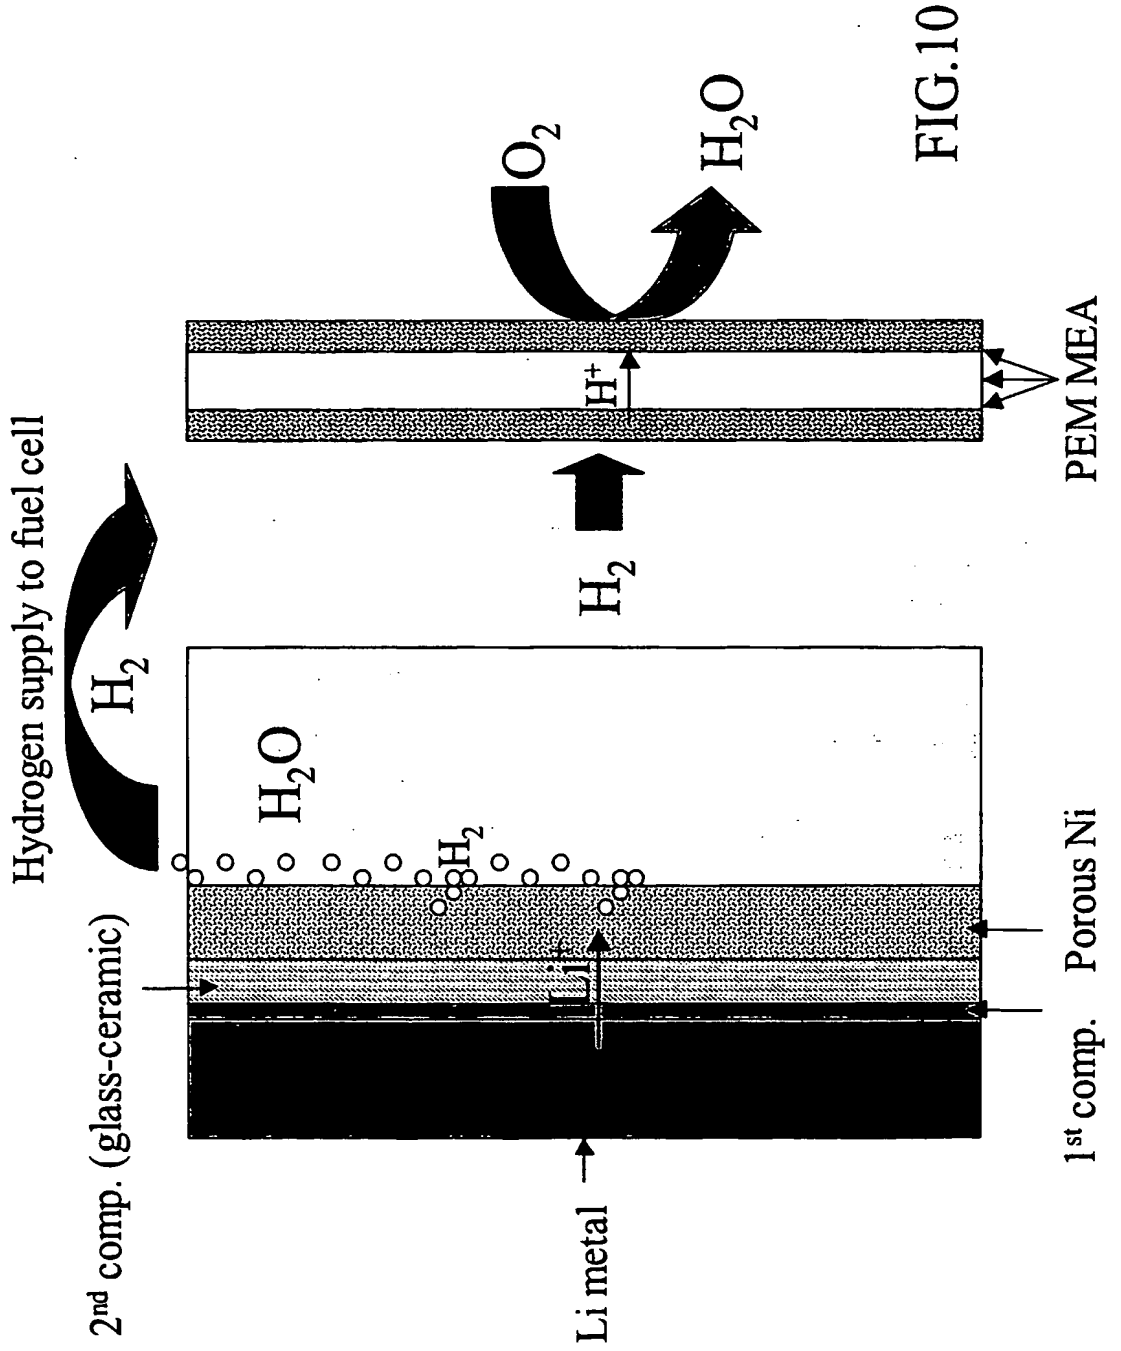 Hydrogen supply to fuel cell
2nd comp. (glass-ceramic)
H2
H2O
H2
O2
Li metal
Li+
H2
H+
H2O
1st comp.
Porous Ni
PEM MEA
FIG.10